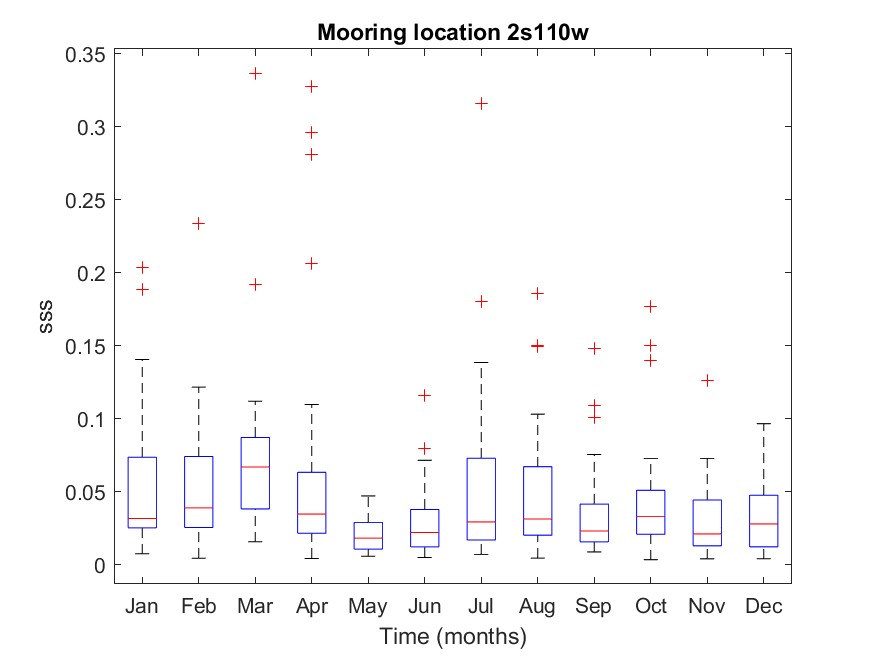 Mooring location 2s110w
0.35
0.3
0.25
0.2
0.15
0.1
0.05
0
sss
Jan Feb Mar Apr May Jun Jul Aug Sep Oct Nov Dec
Time (months)